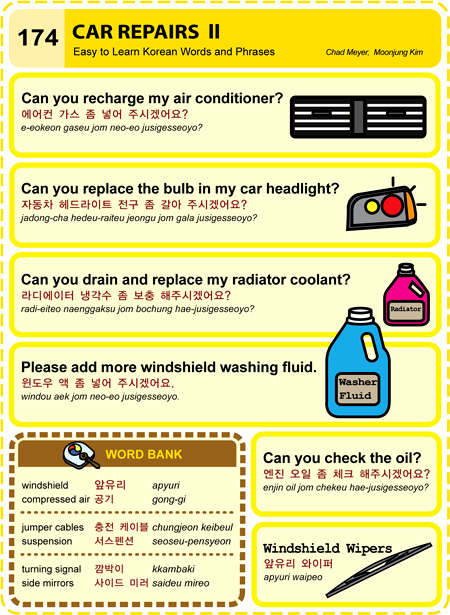 174
CAR REPAIRS II
Easy to Learn Korean Words and Phrases
Chad Meyer, Moonjung Kim
Can you recharge my air conditioner?
에어컨 가스 좀 넣어 주시겠어요?
e-eokeon gaseu jom neo-eo jusigesseoyo?
Can you replace the bulb in my car headlight?
자동차 헤드라이트 전구 좀 갈아 주시겠어요?
jadong-cha hedeu-raiteu jeongu jom gala jusigesseoyo?
Can you drain and replace my radiator coolant?
라디에이터 냉각수 좀 보충 해주시겠어요?
radi-eiteo naenggaksu jom bochung hae-jusigesseoyo?
Radiator
Please add more windshield washing fluid.
윈도우 액 좀 넣어 주시겠어요.
windou aek jom neo-eo jusigesseoyo.
Washer
Fluid
WORD BANK
windshield 앞유리 apyuri
compressed air 공기 gong-gi
jumper cables 충전 케이블 chungjeon keibeul
suspension 서스펜션 seoseu-pensyeon
turning signal 깜박이 kkambaki
side mirrors 사이드 미러 saideu mireo
Can you check the oil?
엔진 오일 좀 체크 해주시겠어요?
enjin oil jom chekeu hae-jusigesseoyo?
Windshield Wipers
앞유리 와이퍼
apyuri waipeo